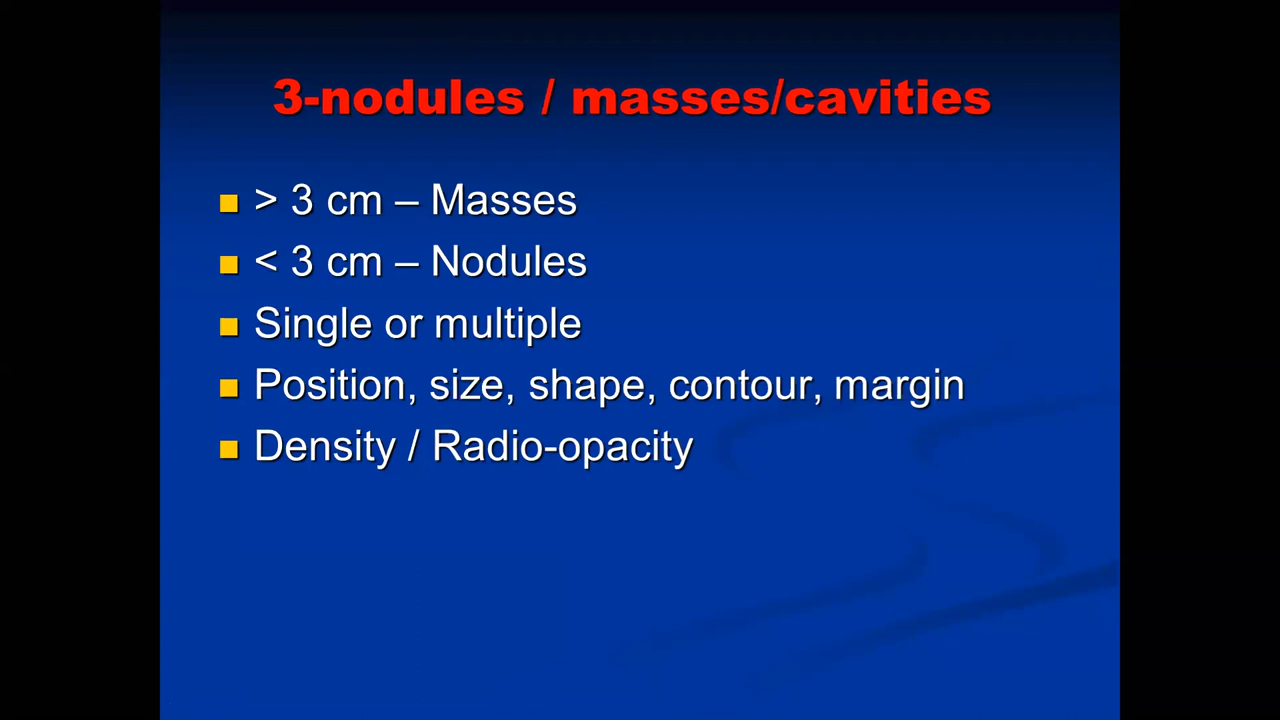 3-nodules / masses/cavities
> 3 cm – Masses
< 3 cm – Nodules
Single or multiple
Position, size, shape, contour, margin
Density / Radio-opacity